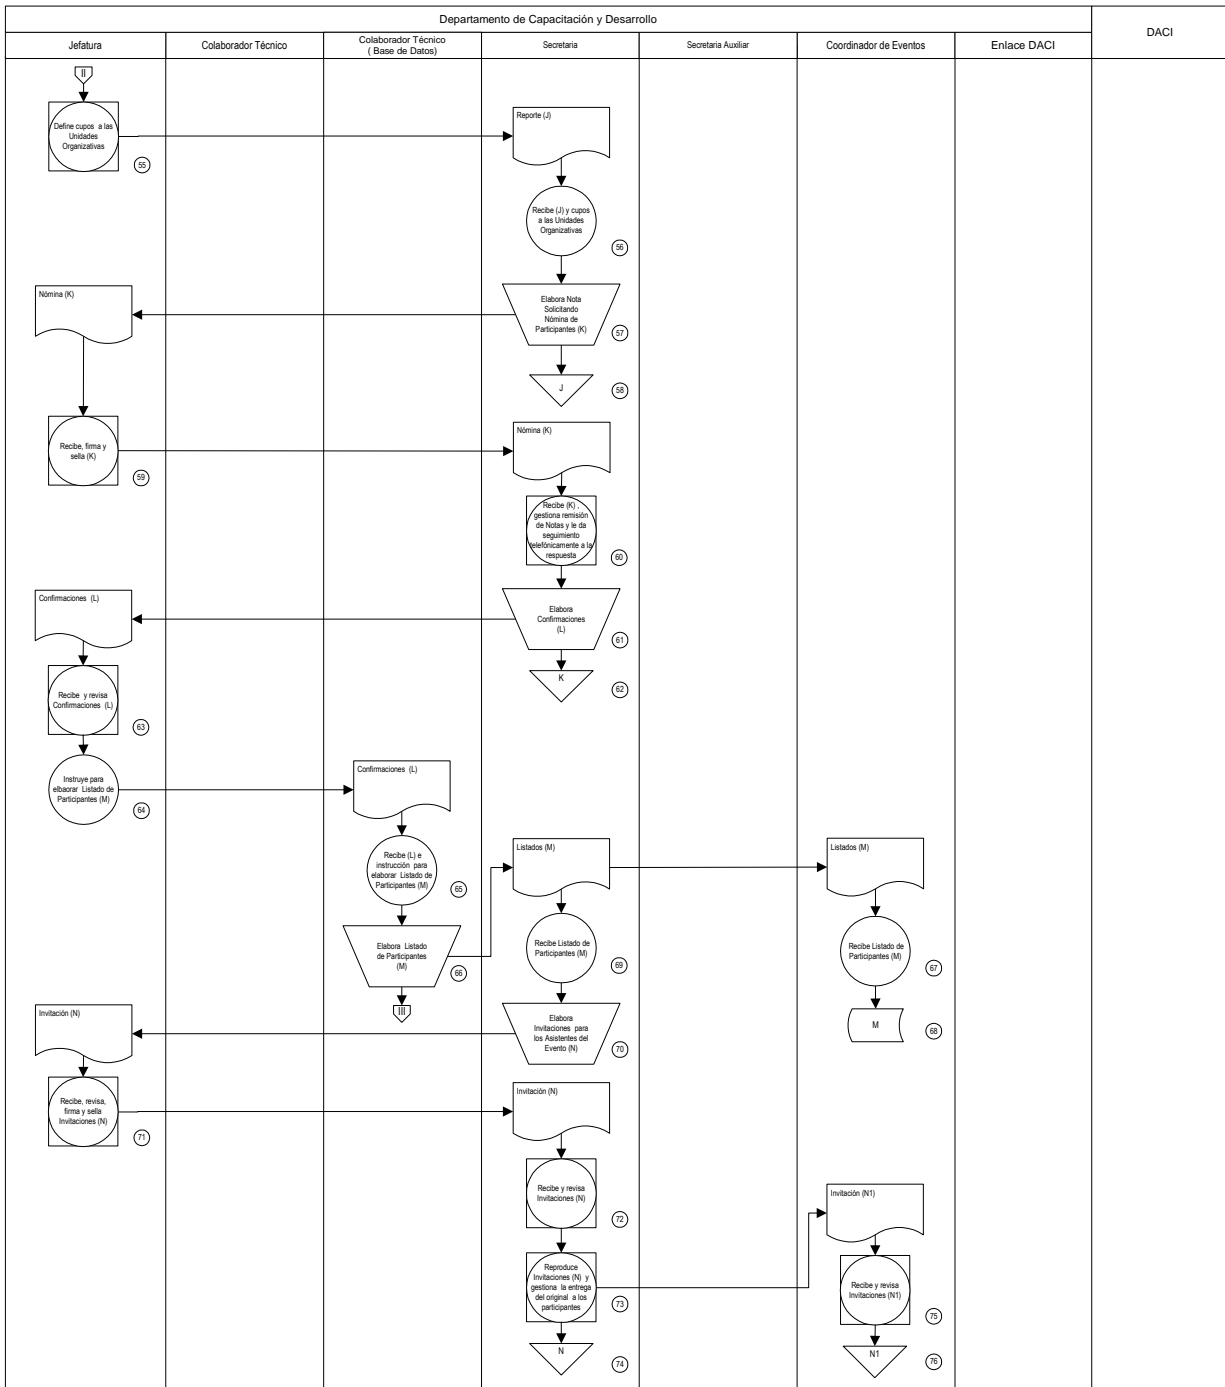 Departamento de Capacitación y Desarrollo
DACI
Jefatura
Colaborador Técnico
Colaborador Técnico
( Base de Datos)
Secretaria
Secretaria Auxiliar
Coordinador de Eventos
Enlace DACI
II
Define cupos a las
Unidades
Organizativas
55
Reporte (J)
Recibe (J) y cupos
a las Unidades
Organizativas
56
Nómina (K)
Elabora Nota
Solicitando
Nómina de
Participantes (K)
57
J
58
Recibe, firma y
sella (K)
59
Nómina (K)
Recibe (K) ,
gestiona remisión
de Notas y le da
seguimiento
telefónicamente a la
respuesta
60
Confirmaciones (L)
Elabora
Confirmaciones
(L)
61
K
62
Recibe y revisa
Confirmaciones (L)
63
Instruye para
elbaorar Listado de
Participantes (M)
64
Confirmaciones (L)
Recibe (L) e
instrucción para
elaborar Listado de
Participantes (M)
65
Elabora Listado
de Participantes
(M)
66
III
Listados (M)
Recibe Listado de
Participantes (M)
69
Listados (M)
Recibe Listado de
Participantes (M)
67
M
68
Invitación (N)
Elabora
Invitaciones para
los Asistentes del
Evento (N)
70
Recibe, revisa,
firma y sella
Invitaciones (N)
71
Invitación (N)
Recibe y revisa
Invitaciones (N)
72
Reproduce
Invitaciones (N) y
gestiona la entrega
del original a los
participantes
73
N
74
Invitación (N1)
Recibe y revisa
Invitaciones (N1)
75
N1
76